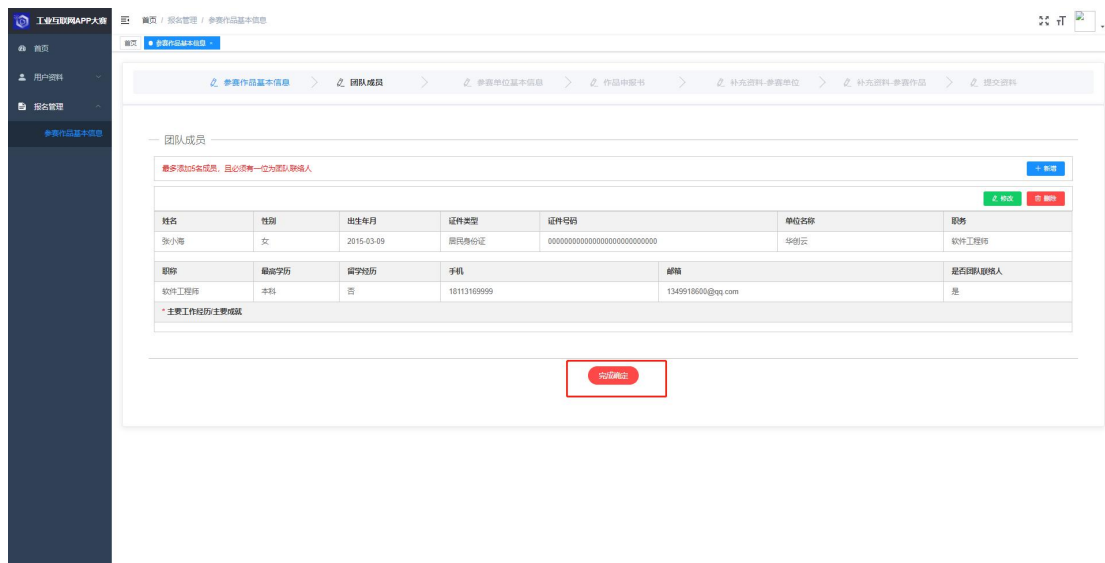 工业互联网APP大赛
首页 / 报名管理 / 参赛作品基本信息
首页
用户资料
报名管理
参赛作品基本信息
首页
参赛作品基本信息 ×
参赛作品基本信息
团队成员
参赛单位基本信息
作品申报书
补充资料-参赛单位
补充资料-参赛作品
提交资料
团队成员
最多添加5名成员，且必须有一位为团队联络人
+ 新增
修改 删除
姓名 性别 出生年月 证件类型 证件号码 单位名称 职务
张小海 女 2015-03-09 居民身份证 0000000000000000000000000 华创云 软件工程师
职称 最高学历 留学经历 手机 邮箱 是否团队联络人
软件工程师 本科 否 18113169999 1349918600@qq.com 是
* 主要工作经历/主要成就
完成确定